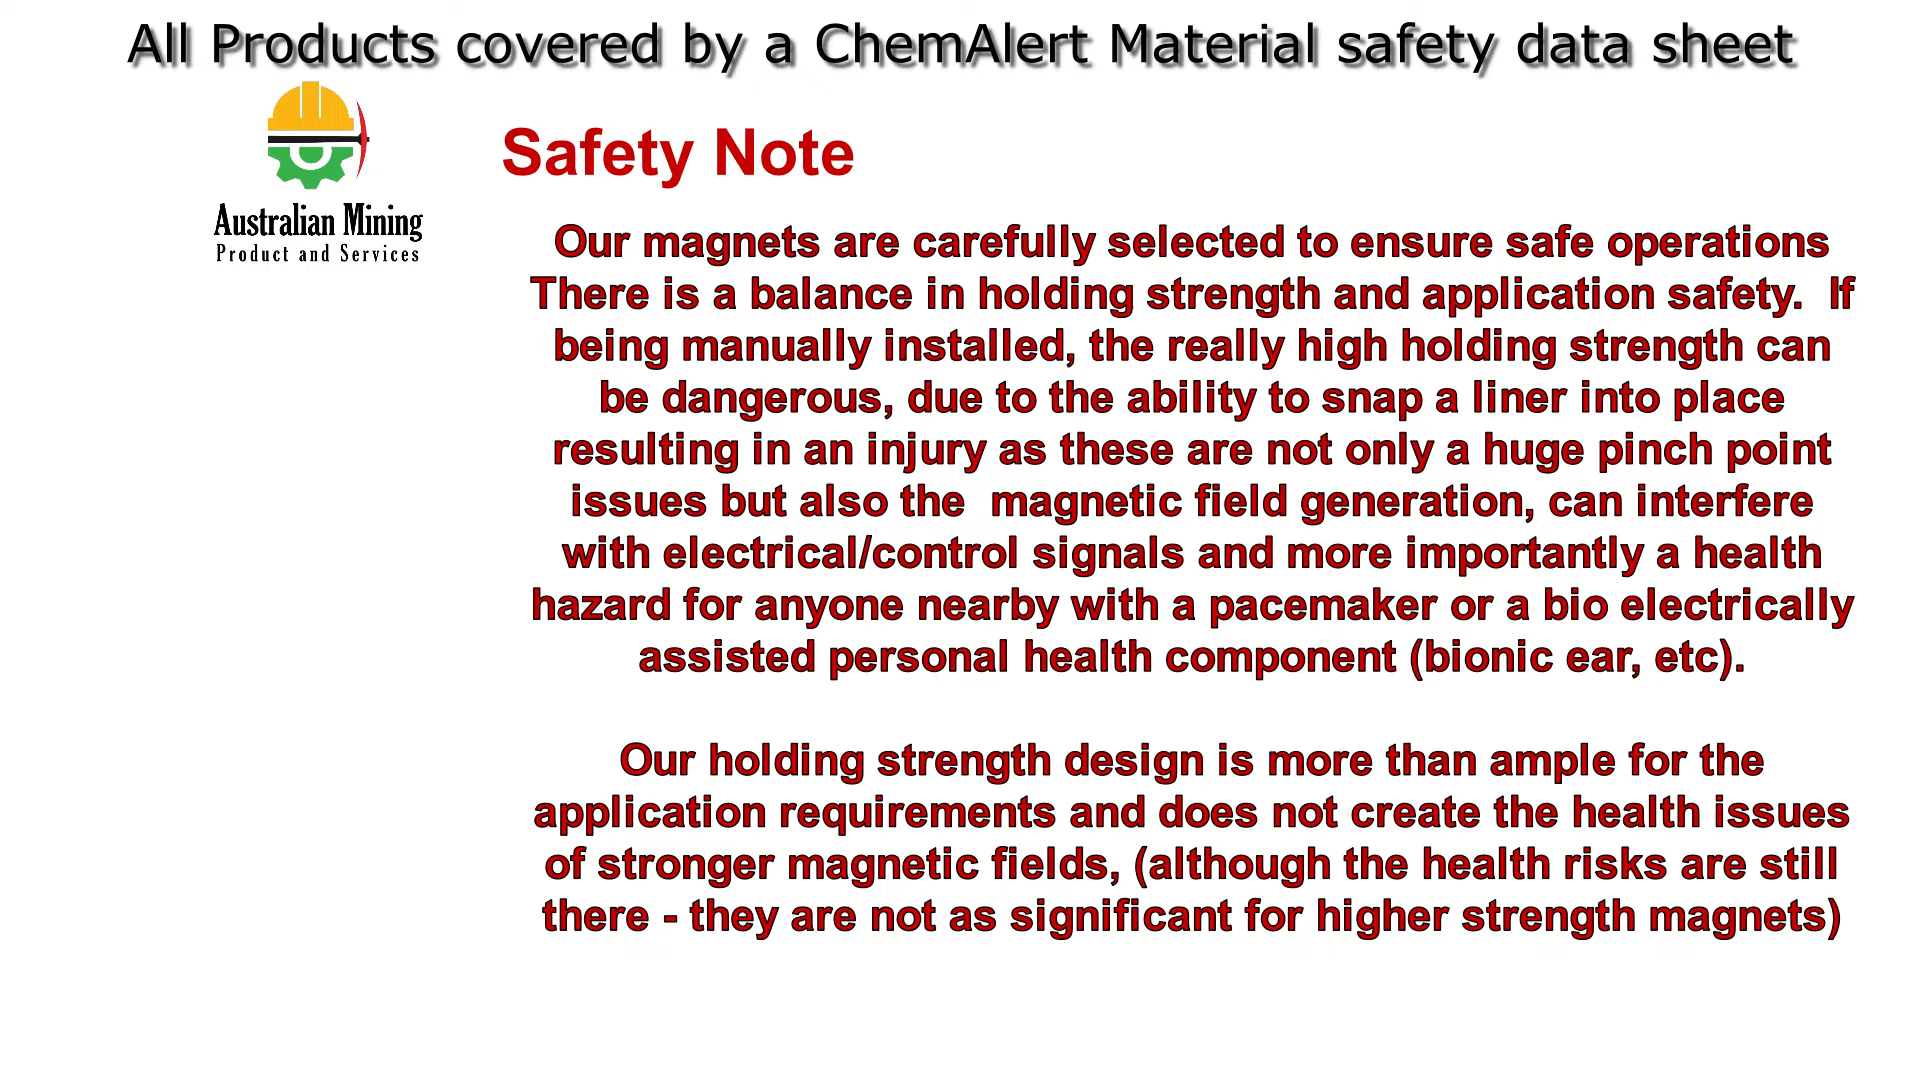 All Products covered by a ChemAlert Material safety data sheet
Australian Mining
Product and Services
Safety Note
Our magnets are carefully selected to ensure safe operations
There is a balance in holding strength and application safety.  If
being manually installed, the really high holding strength can
be dangerous, due to the ability to snap a liner into place
resulting in an injury as these are not only a huge pinch point
issues but also the  magnetic field generation, can interfere
with electrical/control signals and more importantly a health
hazard for anyone nearby with a pacemaker or a bio electrically
assisted personal health component (bionic ear, etc).
Our holding strength design is more than ample for the
application requirements and does not create the health issues
of stronger magnetic fields, (although the health risks are still
there - they are not as significant for higher strength magnets)